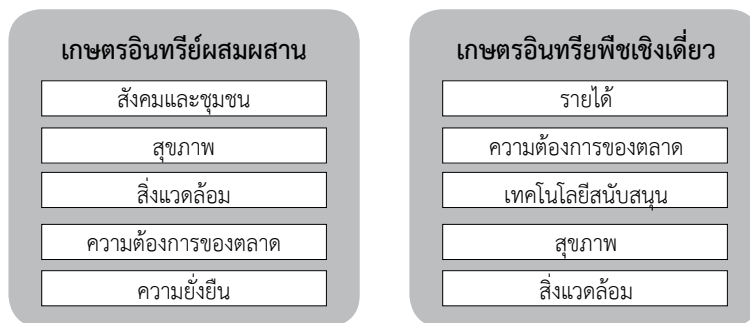 เกษตรอินทรีย์ผสมผสาน
สังคมและชุมชน
สุขภาพ
สิ่งแวดล้อม
ความต้องการของตลาด
ความยั่งยืน
เกษตรอินทรียพืชเชิงเดี่ยว
รายได้
ความต้องการของตลาด
เทคโนโลยีสนับสนุน
สุขภาพ
สิ่งแวดล้อม